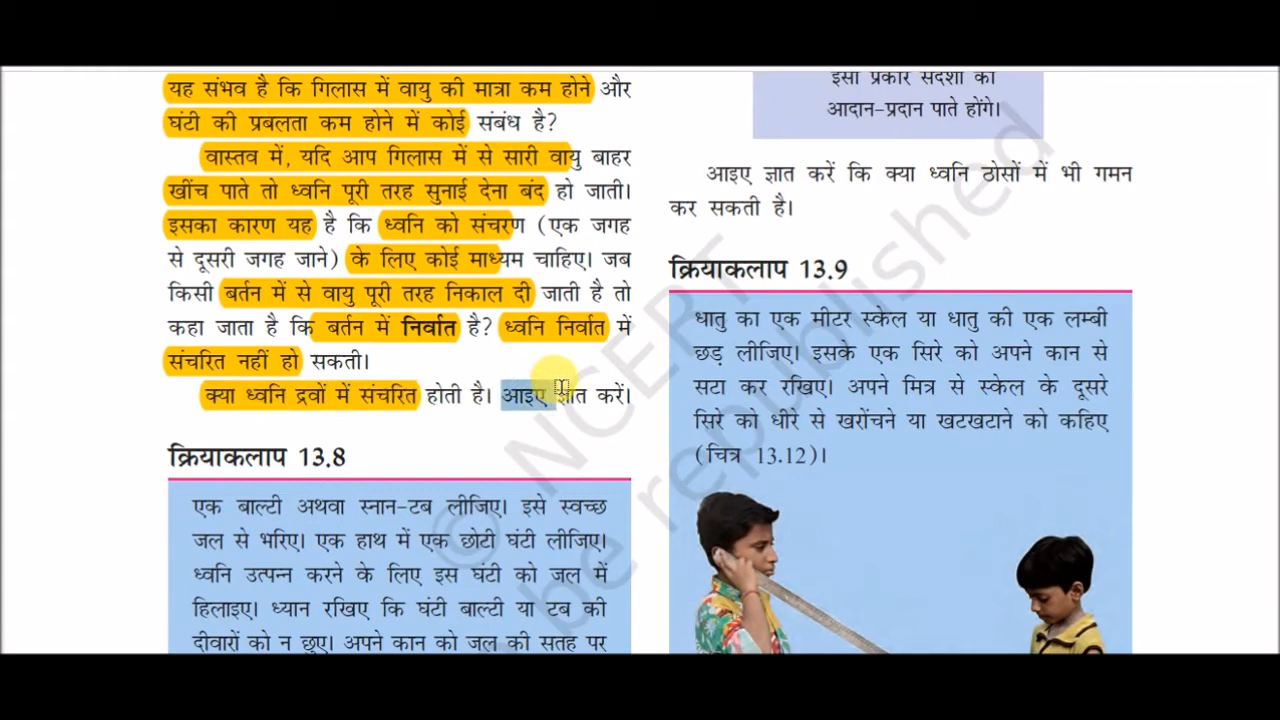 यह संभव है कि गिलास में वायु की मात्रा कम होने और
घंटी की प्रबलता कम होने में कोई संबंध है?
वास्तव में, यदि आप गिलास में से सारी वायु बाहर
खींच पाते तो ध्वनि पूरी तरह सुनाई देना बंद हो जाती।
इसका कारण यह है कि ध्वनि को संचरण (एक जगह
से दूसरी जगह जाने) के लिए कोई माध्यम चाहिए। जब
किसी बर्तन में से वायु पूरी तरह निकाल दी जाती है तो
कहा जाता है कि बर्तन में निर्वात है? ध्वनि निर्वात में
संचरित नहीं हो सकती।
क्या ध्वनि द्रवों में संचरित होती है। आइए ज्ञात करें।
क्रियाकलाप 13.8
एक बाल्टी अथवा स्नान-टब लीजिए। इसे स्वच्छ
जल से भरिए। एक हाथ में एक छोटी घंटी लीजिए।
ध्वनि उत्पन्न करने के लिए इस घंटी को जल में
हिलाइए। ध्यान रखिए कि घंटी बाल्टी या टब की
दीवारों को न छूए। अपने कान को जल की सतह पर
इसी प्रकार संदेशों का
आदान-प्रदान पाते होंगे।
आइए ज्ञात करें कि क्या ध्वनि ठोसों में भी गमन
कर सकती है।
क्रियाकलाप 13.9
धातु का एक मीटर स्केल या धातु की एक लम्बी
छड़ लीजिए। इसके एक सिरे को अपने कान से
सटा कर रखिए। अपने मित्र से स्केल के दूसरे
सिरे को धीरे से खरोंचने या खटखटाने को कहिए
(चित्र 13.12)।
© NCERT
be republished